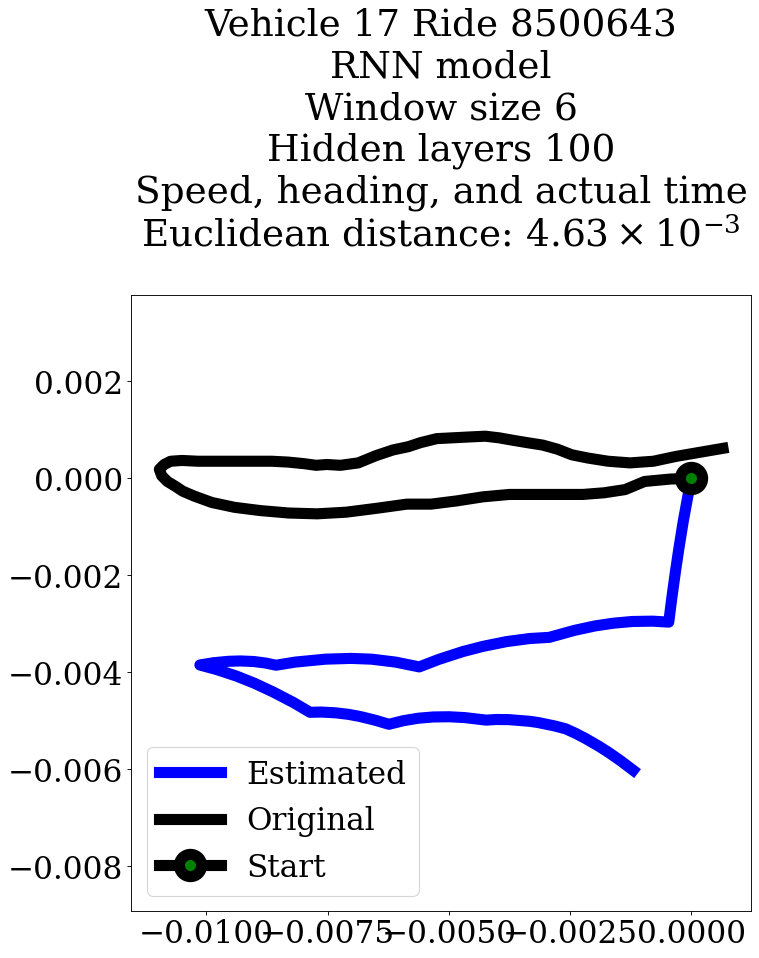 Vehicle 17 Ride 8500643
RNN model
Window size 6
Hidden layers 100
Speed, heading, and actual time
Euclidean distance: 4.63 × 10⁻³
0.002
0.000
−0.002
−0.004
−0.006
−0.008
Estimated
Original
Start
−0.0100 −0.0075 −0.0050 −0.0025 0.0000